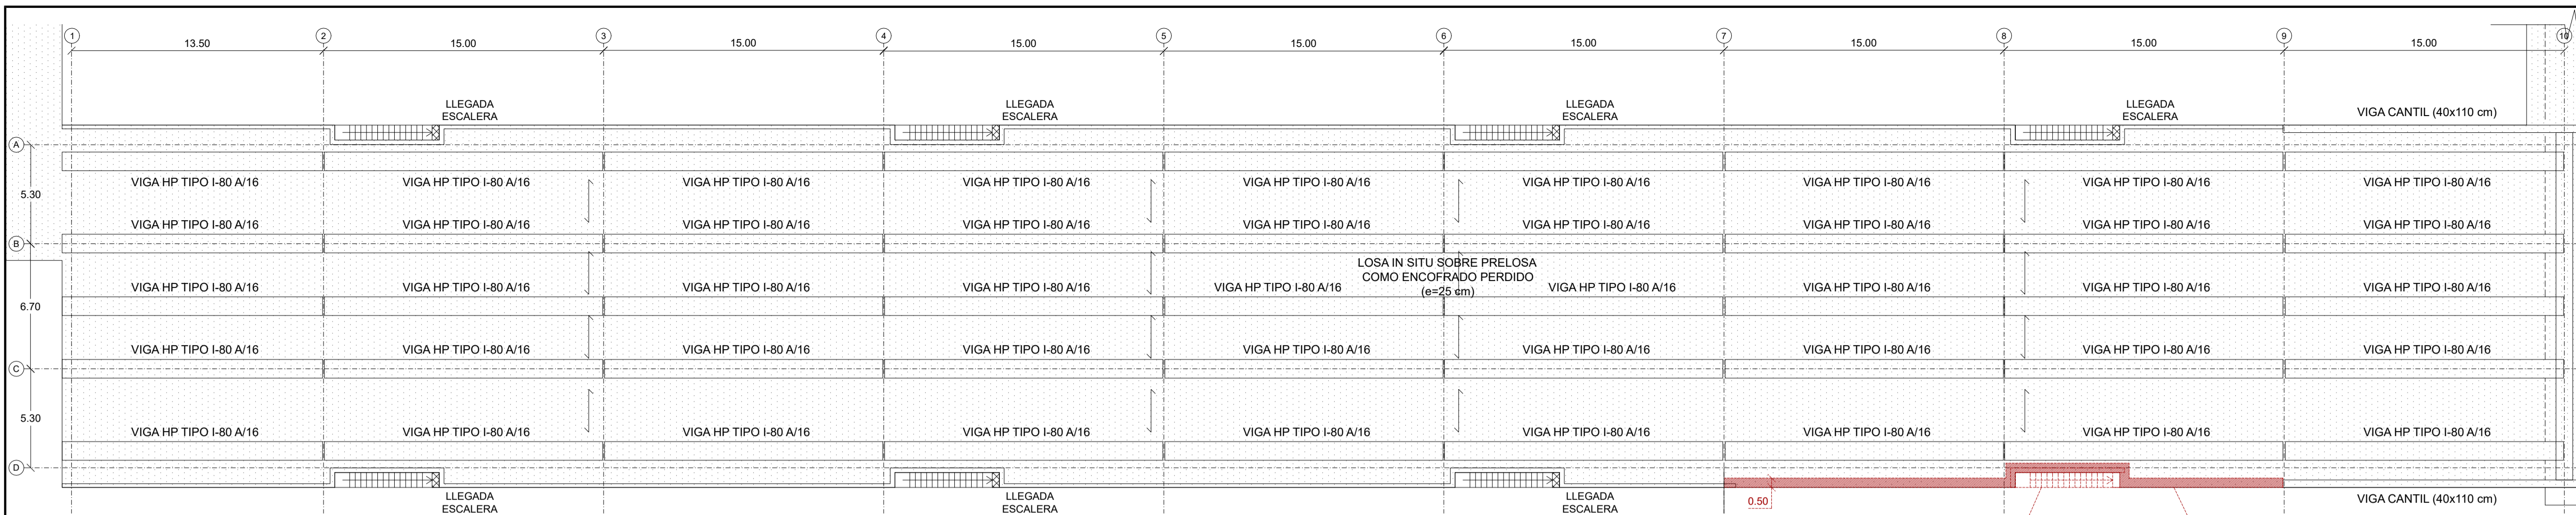 1 2 3 4 5 6 7 8 9 10
13.50 15.00 15.00 15.00 15.00 15.00 15.00 15.00 15.00
LLEGADA LLEGADA LLEGADA LLEGADA
ESCALERA ESCALERA ESCALERA ESCALERA
VIGA CANTIL (40x110 cm)
A
VIGA HP TIPO I-80 A/16 VIGA HP TIPO I-80 A/16 VIGA HP TIPO I-80 A/16 VIGA HP TIPO I-80 A/16 VIGA HP TIPO I-80 A/16 VIGA HP TIPO I-80 A/16 VIGA HP TIPO I-80 A/16 VIGA HP TIPO I-80 A/16 VIGA HP TIPO I-80 A/16
5.30
VIGA HP TIPO I-80 A/16 VIGA HP TIPO I-80 A/16 VIGA HP TIPO I-80 A/16 VIGA HP TIPO I-80 A/16 VIGA HP TIPO I-80 A/16 VIGA HP TIPO I-80 A/16 VIGA HP TIPO I-80 A/16 VIGA HP TIPO I-80 A/16 VIGA HP TIPO I-80 A/16
B
LOSA IN SITU SOBRE PRELOSA
COMO ENCOFRADO PERDIDO
(e=25 cm)
VIGA HP TIPO I-80 A/16 VIGA HP TIPO I-80 A/16 VIGA HP TIPO I-80 A/16 VIGA HP TIPO I-80 A/16 VIGA HP TIPO I-80 A/16 VIGA HP TIPO I-80 A/16 VIGA HP TIPO I-80 A/16 VIGA HP TIPO I-80 A/16 VIGA HP TIPO I-80 A/16
6.70
VIGA HP TIPO I-80 A/16 VIGA HP TIPO I-80 A/16 VIGA HP TIPO I-80 A/16 VIGA HP TIPO I-80 A/16 VIGA HP TIPO I-80 A/16 VIGA HP TIPO I-80 A/16 VIGA HP TIPO I-80 A/16 VIGA HP TIPO I-80 A/16 VIGA HP TIPO I-80 A/16
C
5.30
VIGA HP TIPO I-80 A/16 VIGA HP TIPO I-80 A/16 VIGA HP TIPO I-80 A/16 VIGA HP TIPO I-80 A/16 VIGA HP TIPO I-80 A/16 VIGA HP TIPO I-80 A/16 VIGA HP TIPO I-80 A/16 VIGA HP TIPO I-80 A/16 VIGA HP TIPO I-80 A/16
D
LLEGADA LLEGADA LLEGADA
ESCALERA ESCALERA ESCALERA
0.50
VIGA CANTIL (40x110 cm)